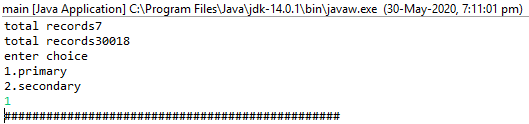 main [Java Application] C:\Program Files\Java\jdk-14.0.1\bin\javaw.exe  (30-May-2020, 7:11:01 pm)
total records7
total records30018
enter choice
1.primary
2.secondary
1
################################################